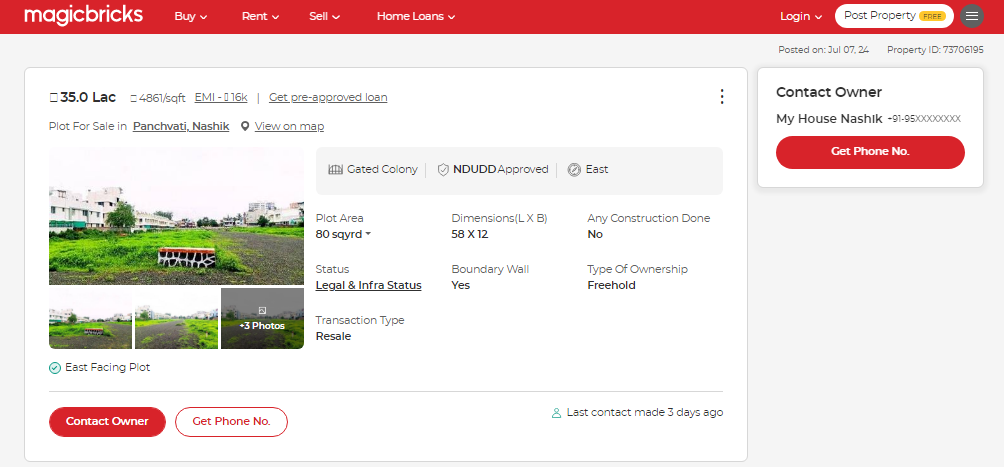 magicbricks
Buy Rent Sell Home Loans
Login Post Property FREE
Posted on: Jul 07, 24 Property ID: 73706195
35.0 Lac 4861/sqft EMI - 16k | Get pre-approved loan
Plot For Sale in Panchvati, Nashik View on map
Gated Colony NDUDD Approved East
Plot Area Dimensions(L X B) Any Construction Done
80 sqyrd 58 X 12 No
Status Boundary Wall Type Of Ownership
Legal & Infra Status Yes Freehold
Transaction Type
Resale
+3 Photos
East Facing Plot
Contact Owner Get Phone No. Last contact made 3 days ago
Contact Owner
My House Nashik +91-95XXXXXXXX
Get Phone No.